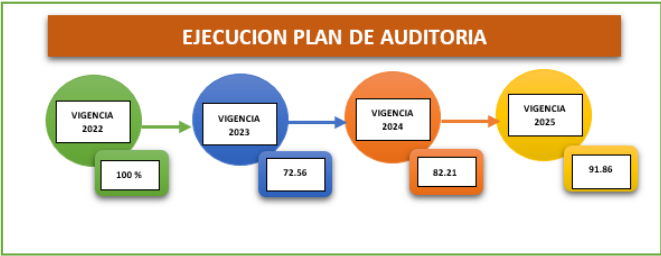 EJECUCION PLAN DE AUDITORIA
VIGENCIA
2022
100 %
VIGENCIA
2023
72.56
VIGENCIA
2024
82.21
VIGENCIA
2025
91.86